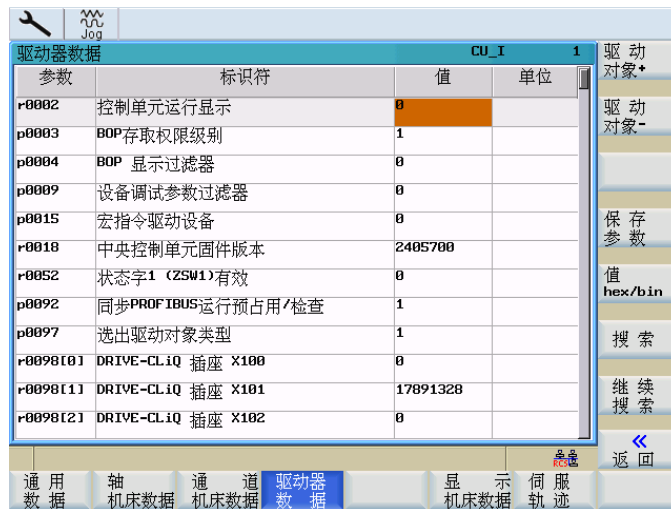 Jog
驱动器数据 CU_I 1
参数 标识符 值 单位
r0002 控制单元运行显示 0
p0003 BOP存取权限级别 1
p0004 BOP 显示过滤器 0
p0009 设备调试参数过滤器 0
p0015 宏指令驱动设备 0
r0018 中央控制单元固件版本 2405700
r0052 状态字1 (ZSW1)有效 0
p0092 同步PROFIBUS运行预占用/检查 1
p0097 选出驱动对象类型 1
r0098[0] DRIVE-CLiQ 插座 X100 0
r0098[1] DRIVE-CLiQ 插座 X101 17891328
r0098[2] DRIVE-CLiQ 插座 X102 0
驱 动
对象+
驱 动
对象-
保 存
参 数
值
hex/bin
搜 索
继 续
搜 索
«
返 回
RCS
通 用
数 据
轴
机床数据
通 道
机床数据
驱动器
数 据
显 示
机床数据
伺 服
轨 迹